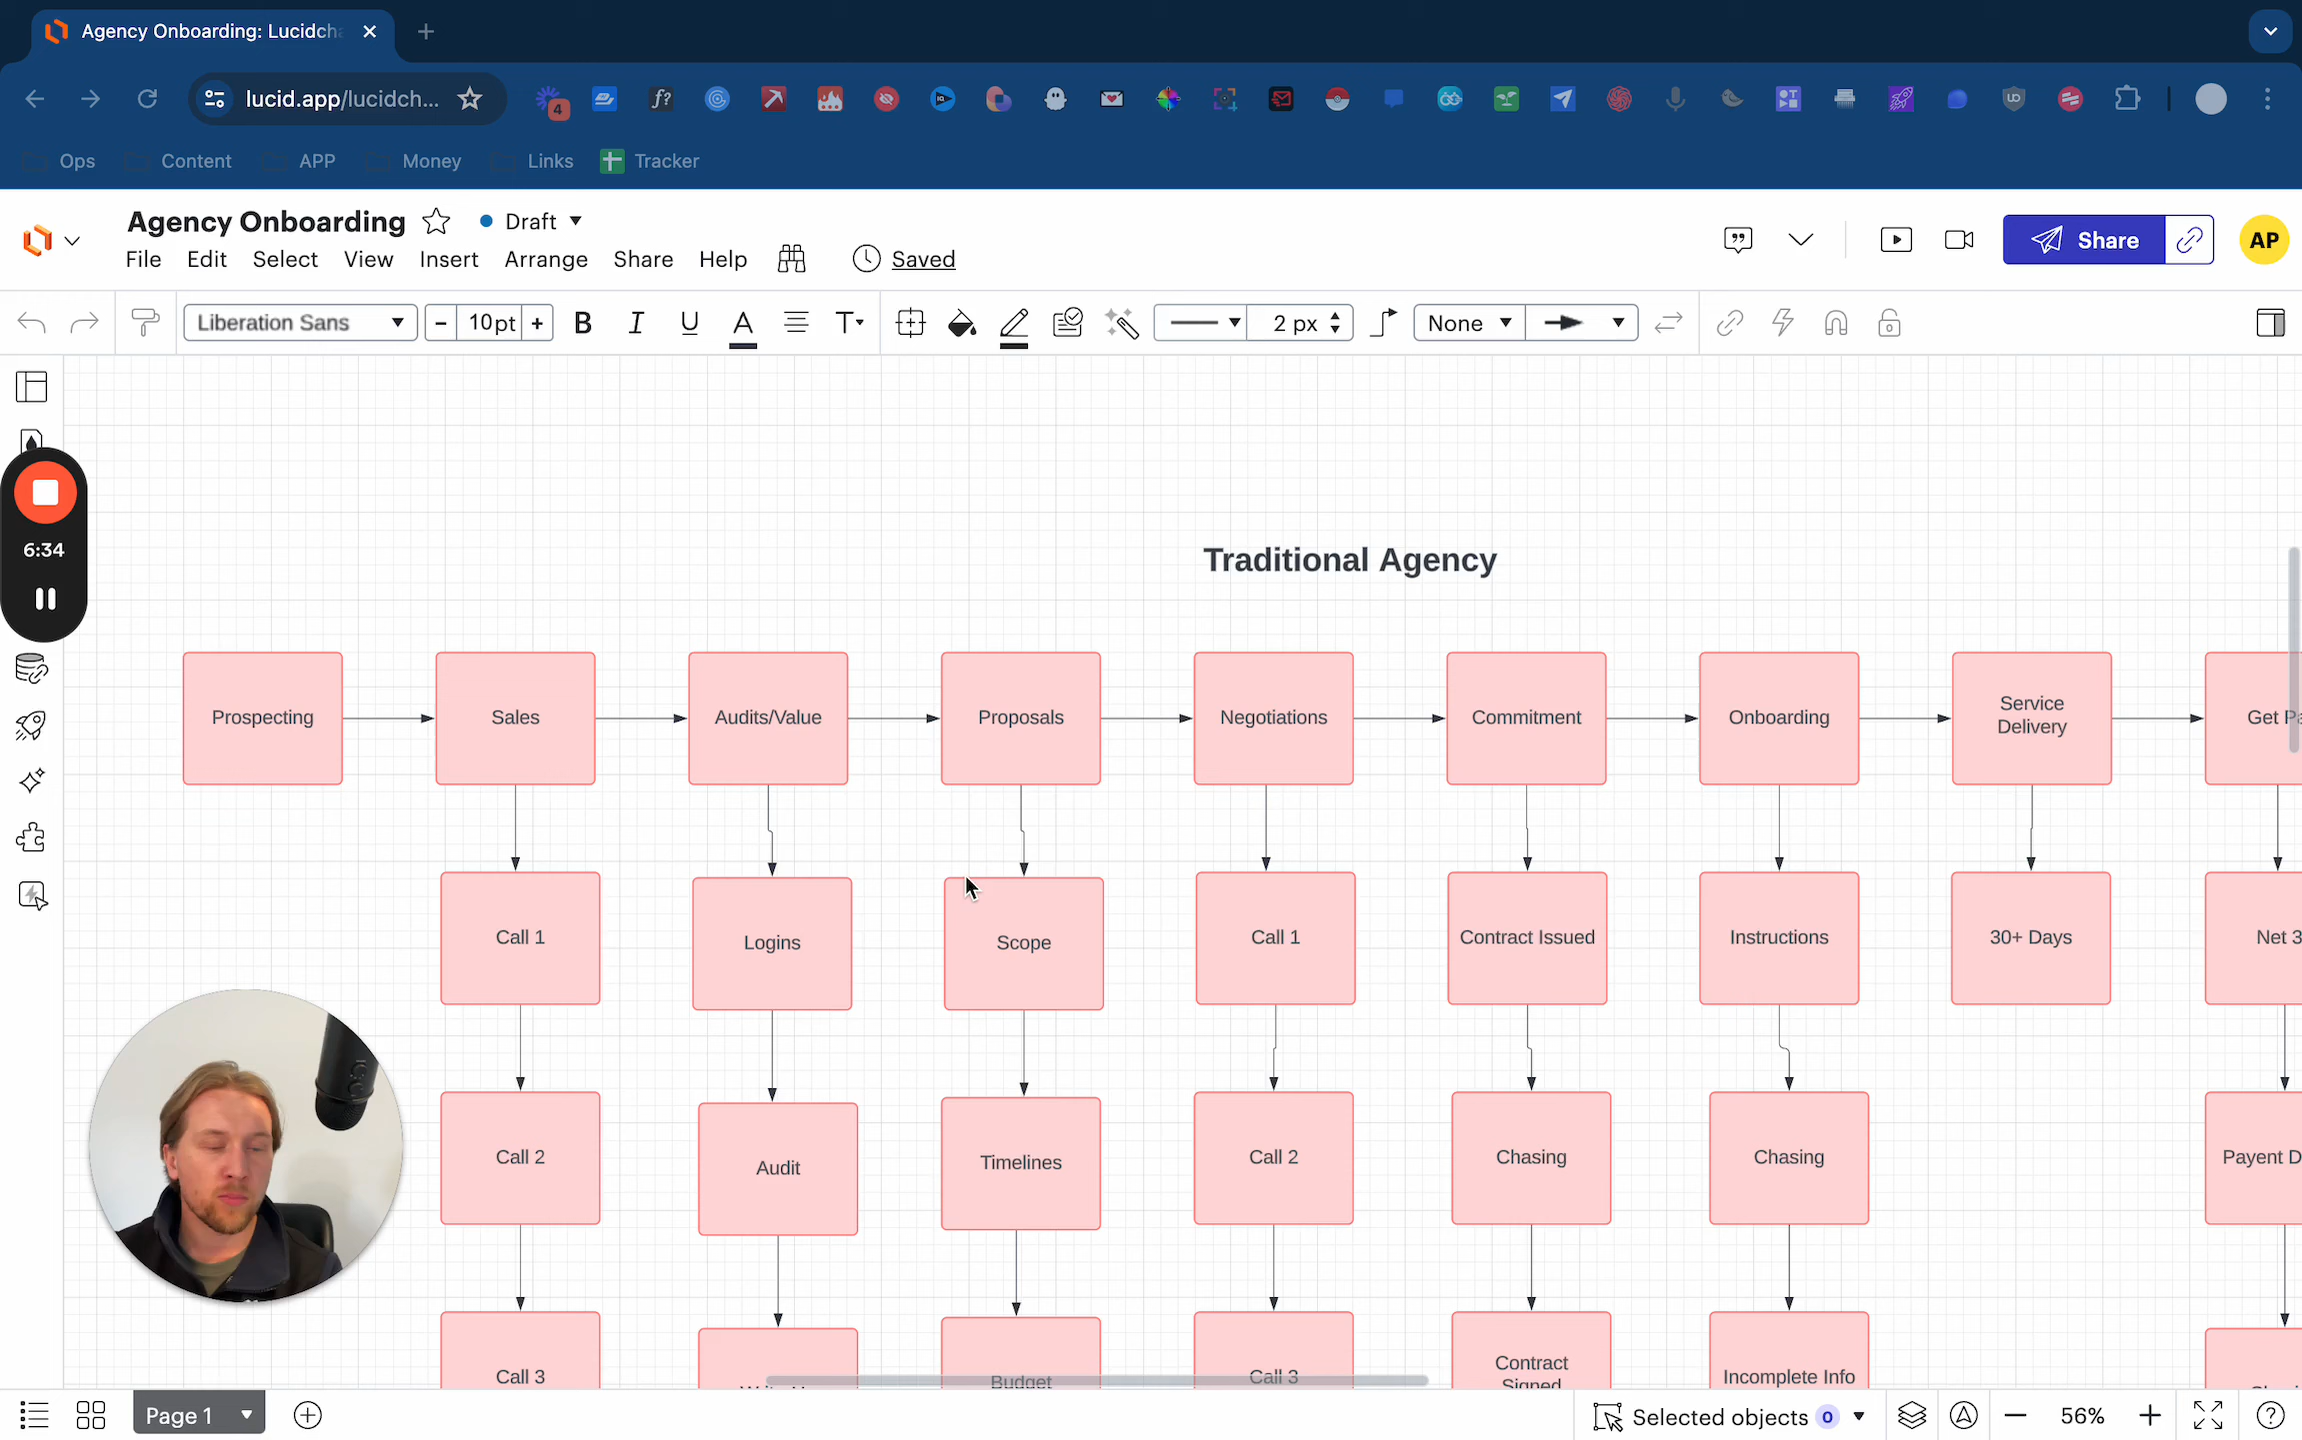 Agency Onboarding: Lucidch
lucid.app/lucidch...
4
Ops
Content
APP
Money
Links
Tracker
Agency Onboarding
Draft
File
Edit
Select
View
Insert
Arrange
Share
Help
Saved
Share
AP
Liberation Sans
10pt
B
I
U
A
T
2 px
None
6:34
Traditional Agency
Prospecting
Sales
Audits/Value
Proposals
Negotiations
Commitment
Onboarding
Service
Delivery
Get Pa
Call 1
Logins
Scope
Call 1
Contract Issued
Instructions
30+ Days
Net 3
Call 2
Audit
Timelines
Call 2
Chasing
Chasing
Payent D
Call 3
Budget
Call 3
Contract
Signed
Incomplete Info
Page 1
Selected objects 0
56%